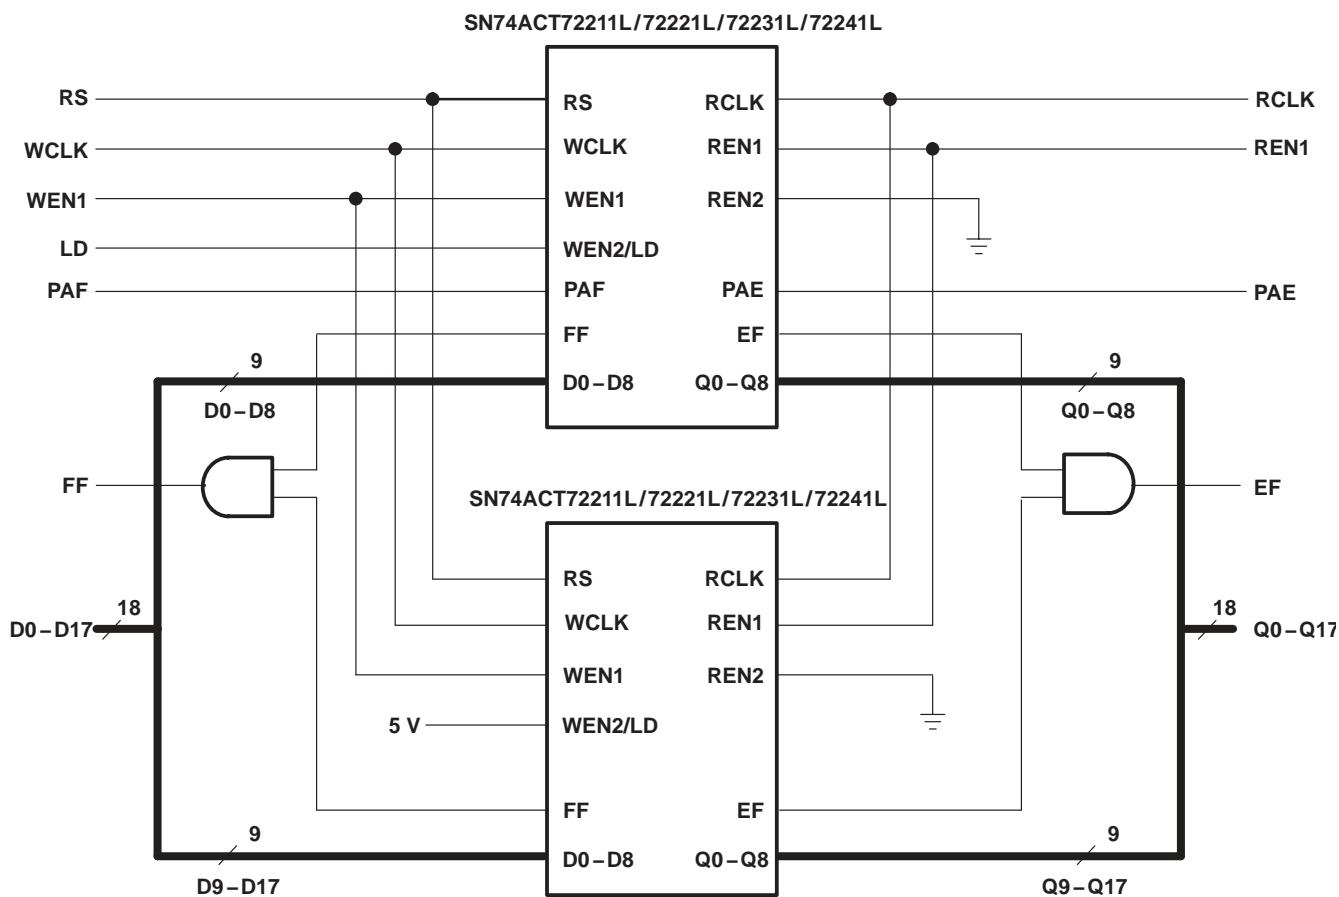 SN74ACT72211L/72221L/72231L/72241L
RS RS RCLK RCLK
WCLK WCLK REN1 REN1
WEN1 WEN1 REN2
LD WEN2/LD
PAF PAF PAE PAE
FF EF
9 9
D0–D8 Q0–Q8
D0–D8 Q0–Q8
FF EF
SN74ACT72211L/72221L/72231L/72241L
RS RCLK
18 18
D0–D17 WCLK REN1 Q0–Q17
WEN1 REN2
5 V WEN2/LD
FF EF
9 9
D0–D8 Q0–Q8
D9–D17 Q9–Q17